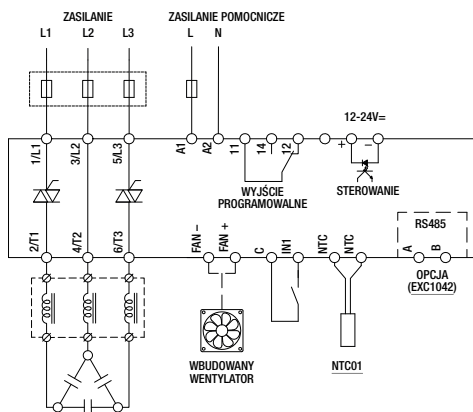 ZASILANIE
ZASILANIE POMOCNICZE
L1
L2
L3
L
N
12-24V=
1/L1
3/L2
5/L3
A1
A2
11
14
12
+
−
WYJŚCIE
PROGRAMOWALNE
STEROWANIE
2/T1
4/T2
6/T3
FAN −
FAN +
C
IN1
NTC
NTC
RS485
A
B
OPCJA
(EXC1042)
WBUDOWANY
WENTYLATOR
NTC01